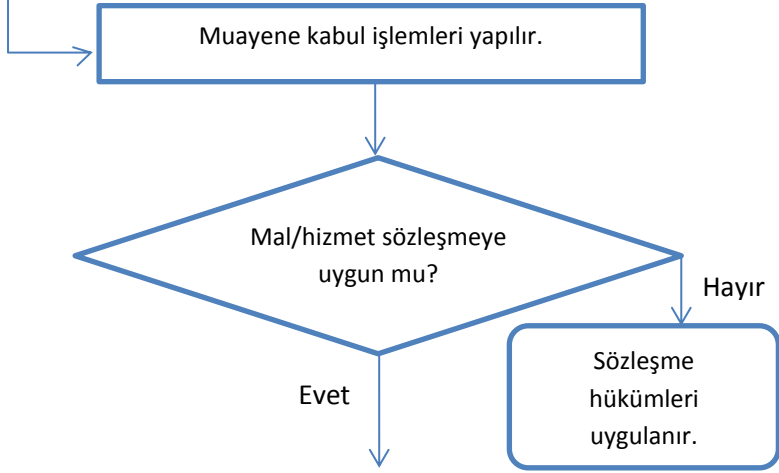 Muayene kabul işlemleri yapılır.
Mal/hizmet sözleşmeye
uygun mu?
Hayır
Sözleşme
hükümleri
uygulanır.
Evet